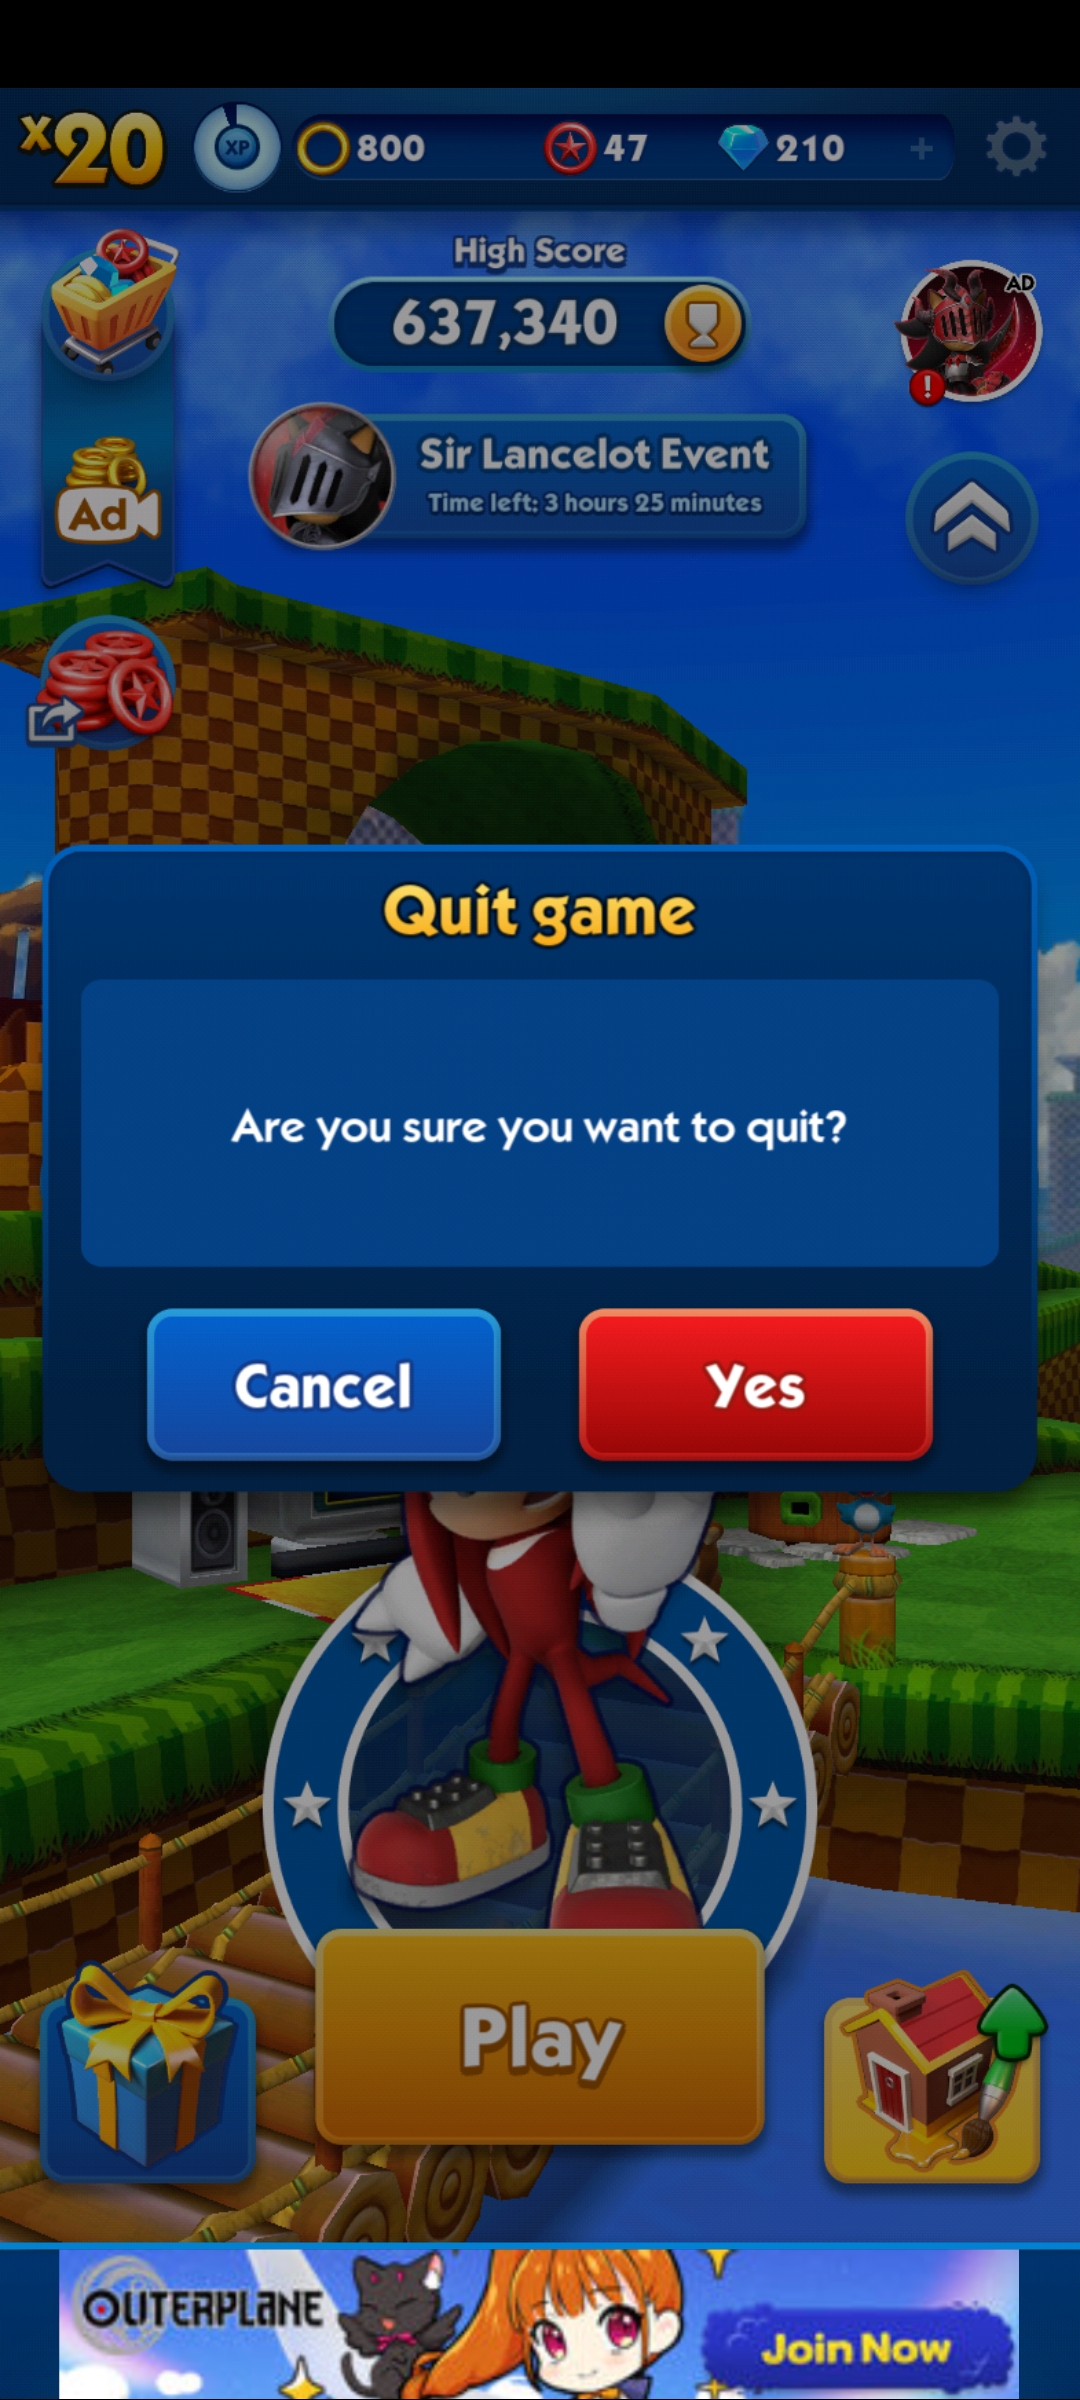 x20
XP
800
47
210
+
High Score
637,340
AD
!
Sir Lancelot Event
Time left: 3 hours 25 minutes
Ad
Quit game
Are you sure you want to quit?
Cancel
Yes
Play
OUTERPLANE
Join Now